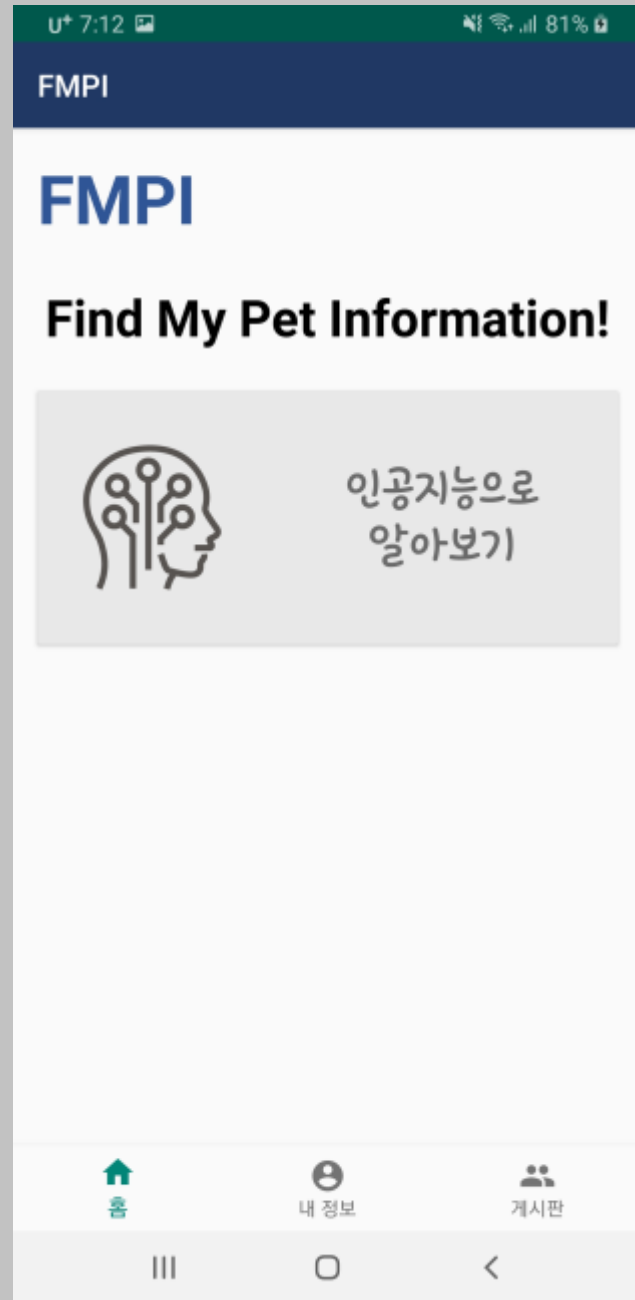 U+ 7:12 81%
FMPI
FMPI
Find My Pet Information!
인공지능으로
알아보기
홈 내 정보 게시판